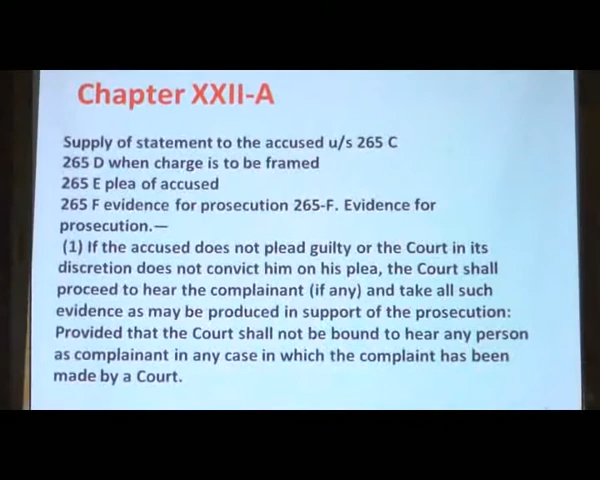 Chapter XXII-A
Supply of statement to the accused u/s 265 C
265 D when charge is to be framed
265 E plea of accused
265 F evidence for prosecution 265-F. Evidence for
prosecution.—
(1) If the accused does not plead guilty or the Court in its
discretion does not convict him on his plea, the Court shall
proceed to hear the complainant (if any) and take all such
evidence as may be produced in support of the prosecution:
Provided that the Court shall not be bound to hear any person
as complainant in any case in which the complaint has been
made by a Court.